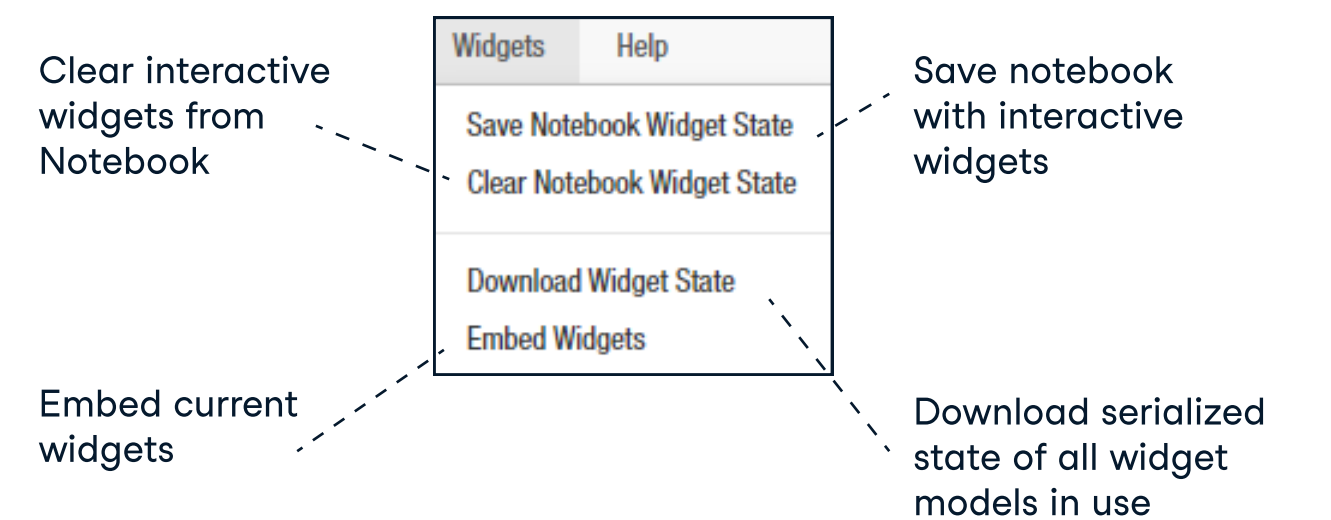 Clear interactive
widgets from
Notebook
Widgets Help
Save Notebook Widget State
Clear Notebook Widget State
Download Widget State
Embed Widgets
Save notebook
with interactive
widgets
Embed current
widgets
Download serialized
state of all widget
models in use